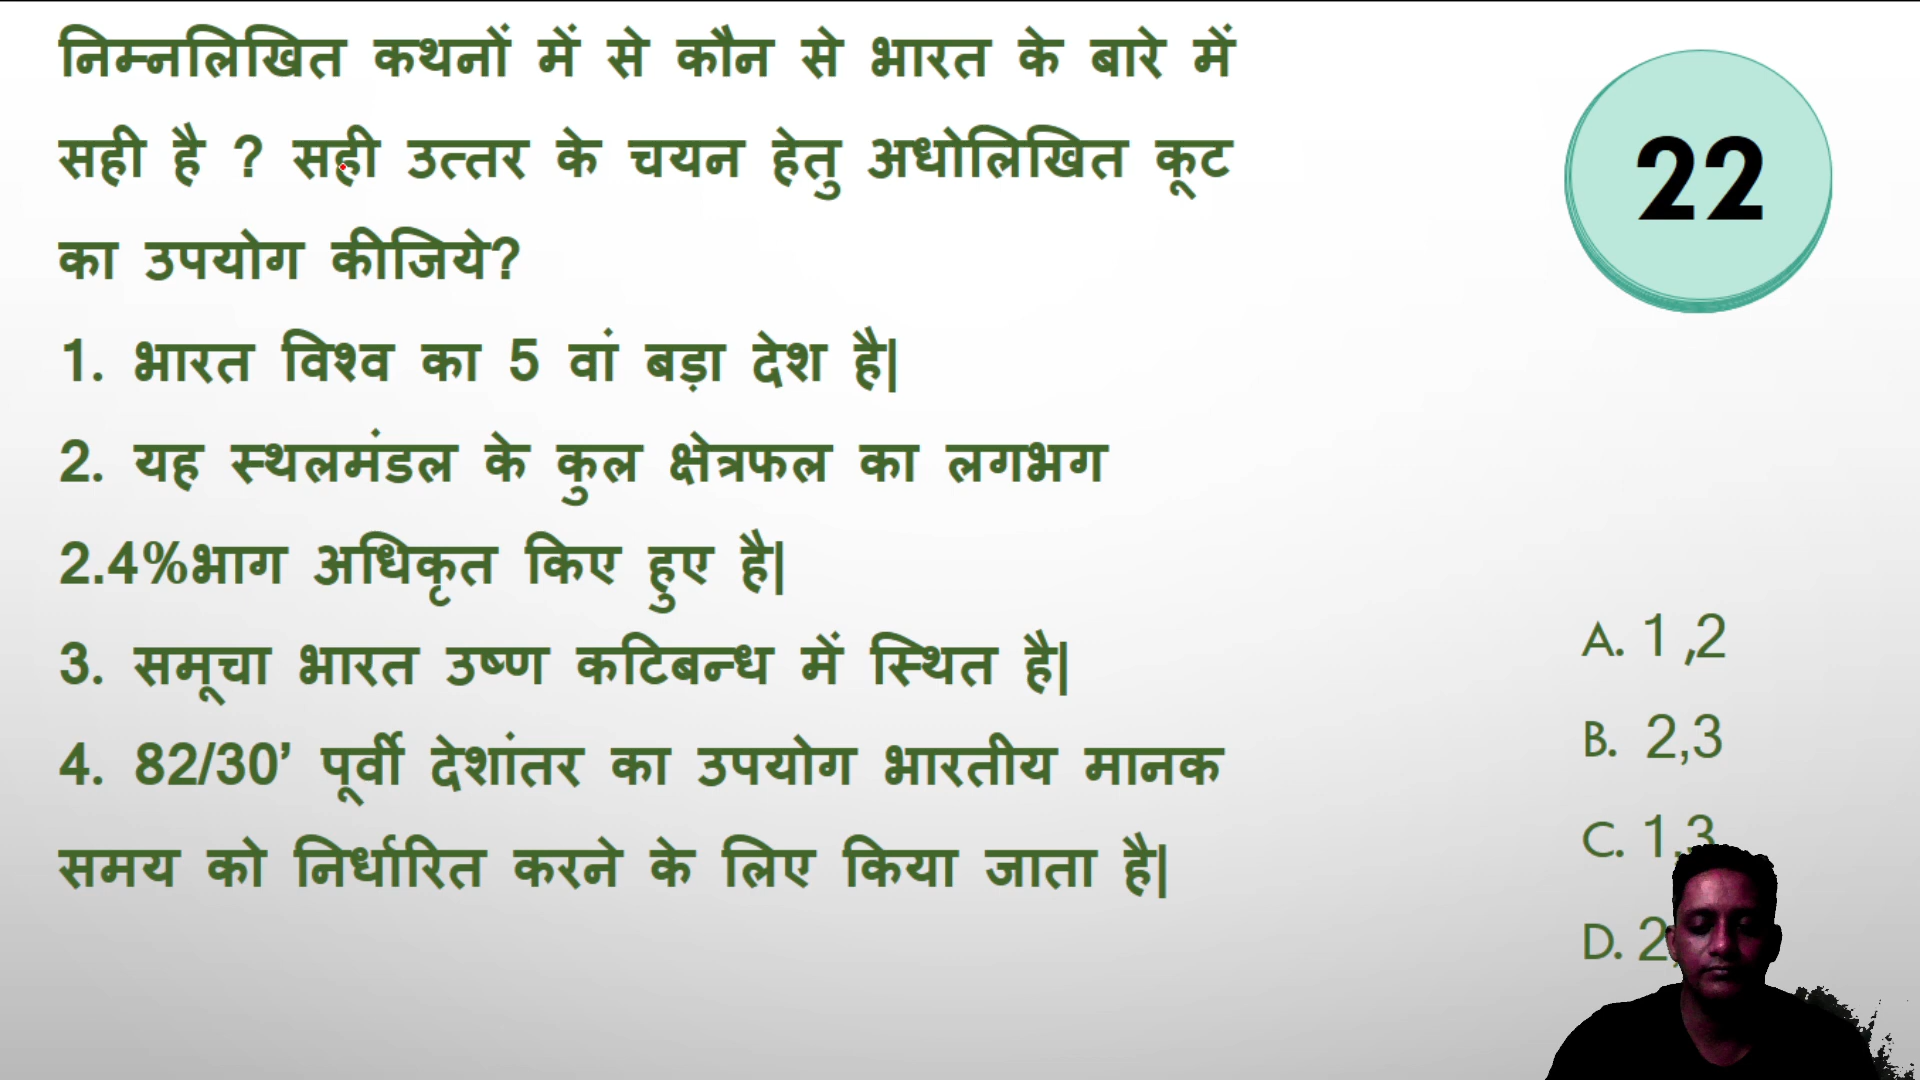 निम्नलिखित कथनों में से कौन से भारत के बारे में
सही है ? सही उत्तर के चयन हेतु अधोलिखित कूट
का उपयोग कीजिये?
1. भारत विश्व का 5 वां बड़ा देश है|
2. यह स्थलमंडल के कुल क्षेत्रफल का लगभग
2.4%भाग अधिकृत किए हुए है|
3. समूचा भारत उष्ण कटिबन्ध में स्थित है|
4. 82/30’ पूर्वी देशांतर का उपयोग भारतीय मानक
समय को निर्धारित करने के लिए किया जाता है|
22
A. 1 ,2
B. 2,3
C. 1,3
D. 2